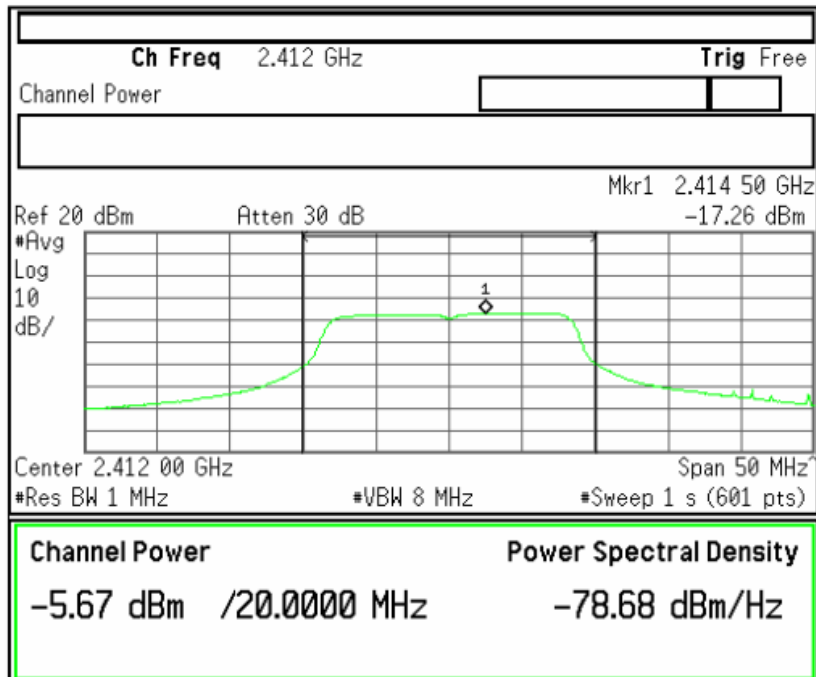 Ch Freq 2.412 GHz Trig Free
Channel Power
Mkr1 2.414 50 GHz
Ref 20 dBm Atten 30 dB -17.26 dBm
#Avg
Log
10
dB/
1
Center 2.412 00 GHz Span 50 MHz^
#Res BW 1 MHz #VBW 8 MHz #Sweep 1 s (601 pts)
Channel Power Power Spectral Density
-5.67 dBm /20.0000 MHz -78.68 dBm/Hz